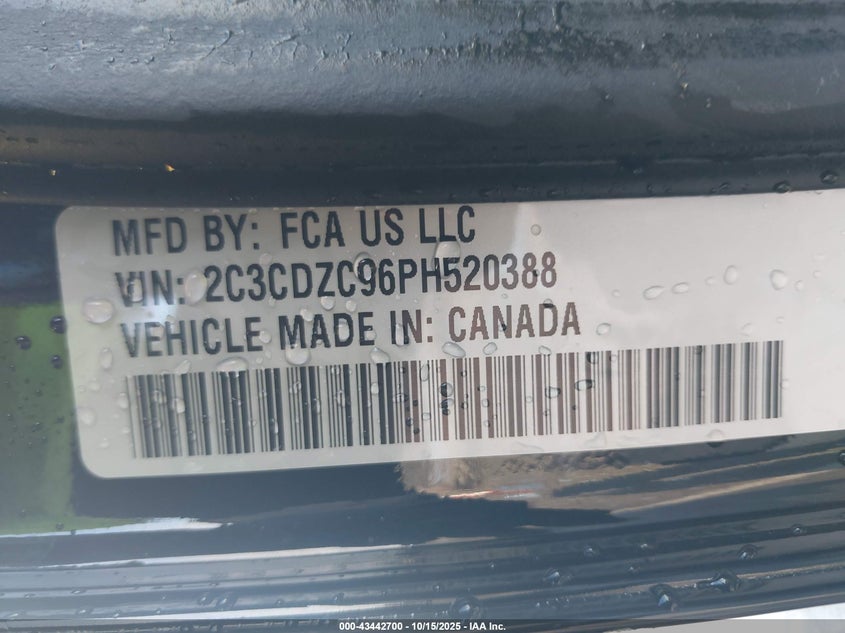 MFD BY: FCA US LLC
VIN: 2C3CDZC96PH520388
VEHICLE MADE IN: CANADA
000-43442700 - 10/15/2025 - IAA Inc.